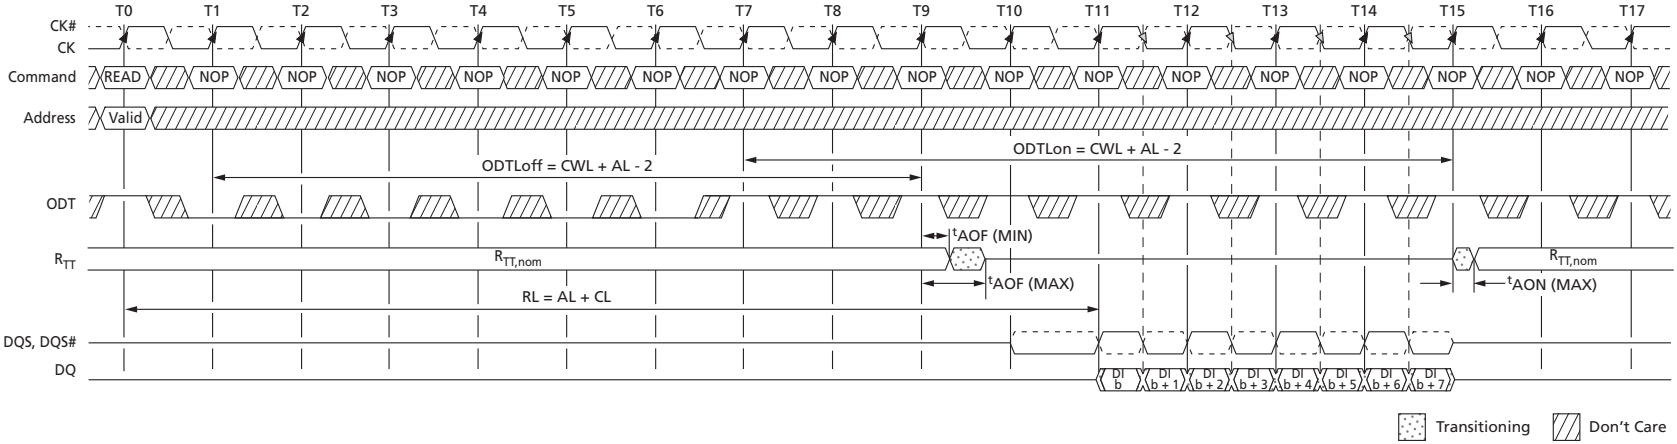 T0 T1 T2 T3 T4 T5 T6 T7 T8 T9 T10 T11 T12 T13 T14 T15 T16 T17
CK#
CK
Command READ NOP NOP NOP NOP NOP NOP NOP NOP NOP NOP NOP NOP NOP NOP NOP NOP NOP
Address Valid
ODTLon = CWL + AL - 2
ODTLoff = CWL + AL - 2
ODT
tAOF (MIN)
RTT RTT,nom RTT,nom
tAOF (MAX) tAON (MAX)
RL = AL + CL
DQS, DQS#
DQ
DI b DI b + 1 DI b + 2 DI b + 3 DI b + 4 DI b + 5 DI b + 6 DI b + 7
Transitioning Don't Care